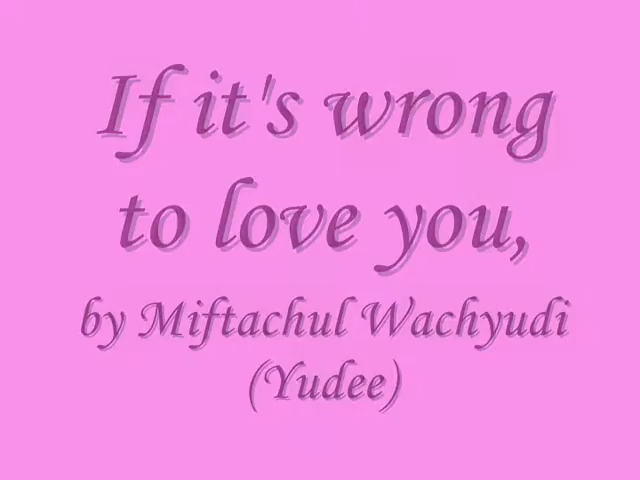 If it's wrong
to love you,
by Miftachul Wachyudi
(Yudee)